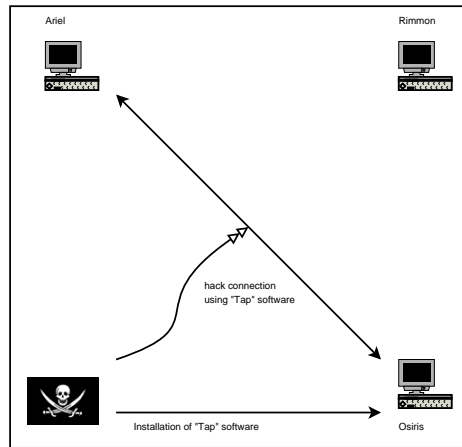 Ariel
Rimmon
hack connection
using "Tap" software
Installation of "Tap" software
Osiris